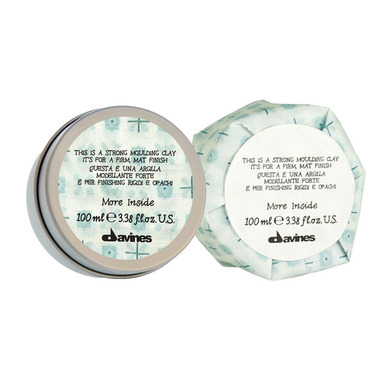 THIS IS A STRONG MOULDING CLAY
IT'S FOR A FIRM, MAT FINISH
QUESTA È UNA ARGILLA
MODELLANTE FORTE
È PER FINISHING RIGIDI E OPACHI
More Inside
100 ml ℮ 3.38 fl.oz. U.S.
davines
THIS IS A STRONG MOULDING CLAY
IT'S FOR A FIRM, MAT FINISH
QUESTA È UNA ARGILLA
MODELLANTE FORTE
È PER FINISHING RIGIDI E OPACHI
More Inside
100 ml ℮ 3.38 fl.oz. U.S.
davines